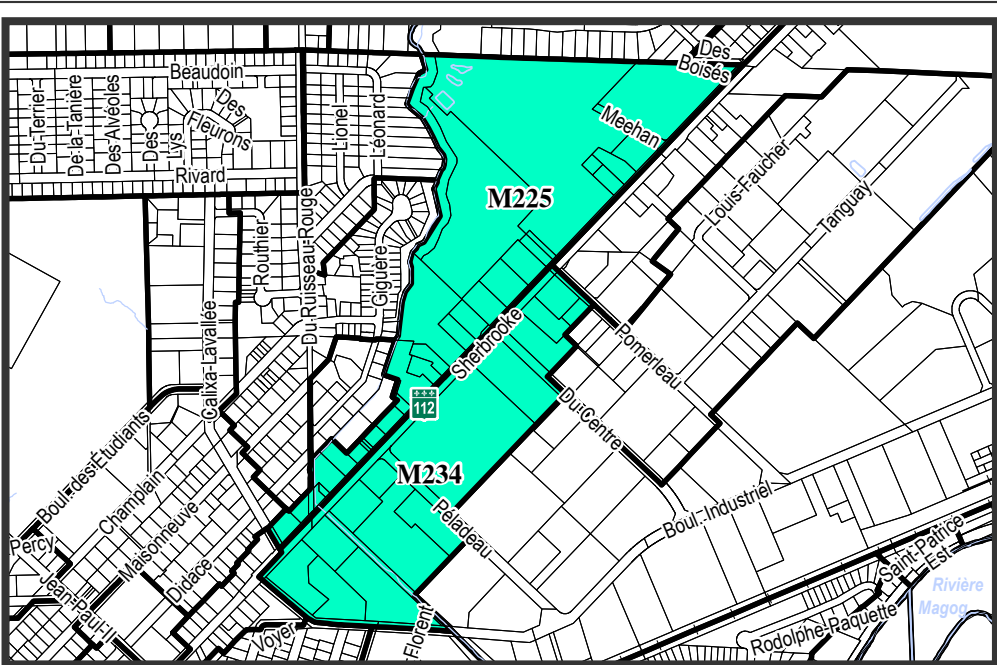 Des
Boisés
Beaudoin
Des
Fleurons
Du-Terrier
De-la-Tanière
Des-Alvéoles
Des
Lys
Lionel
Léonard
Meehan
Rivard
M225
Louis-Faucher
Tanguay
Routhier
Du-Ruisseau-Rouge
Giguère
Calixa-Lavallée
Sherbrooke
Pomerleau
112
Du-Centre
Boul.-des-Étudiants
Champlain
M234
Maisonneuve
Péladeau
Boul.-Industriel
Percy
Didace
Jean-Paul-II
Saint-Patrice
Est
Rivière
Magog
Voyer
Florent
Rodolphe-Paquette